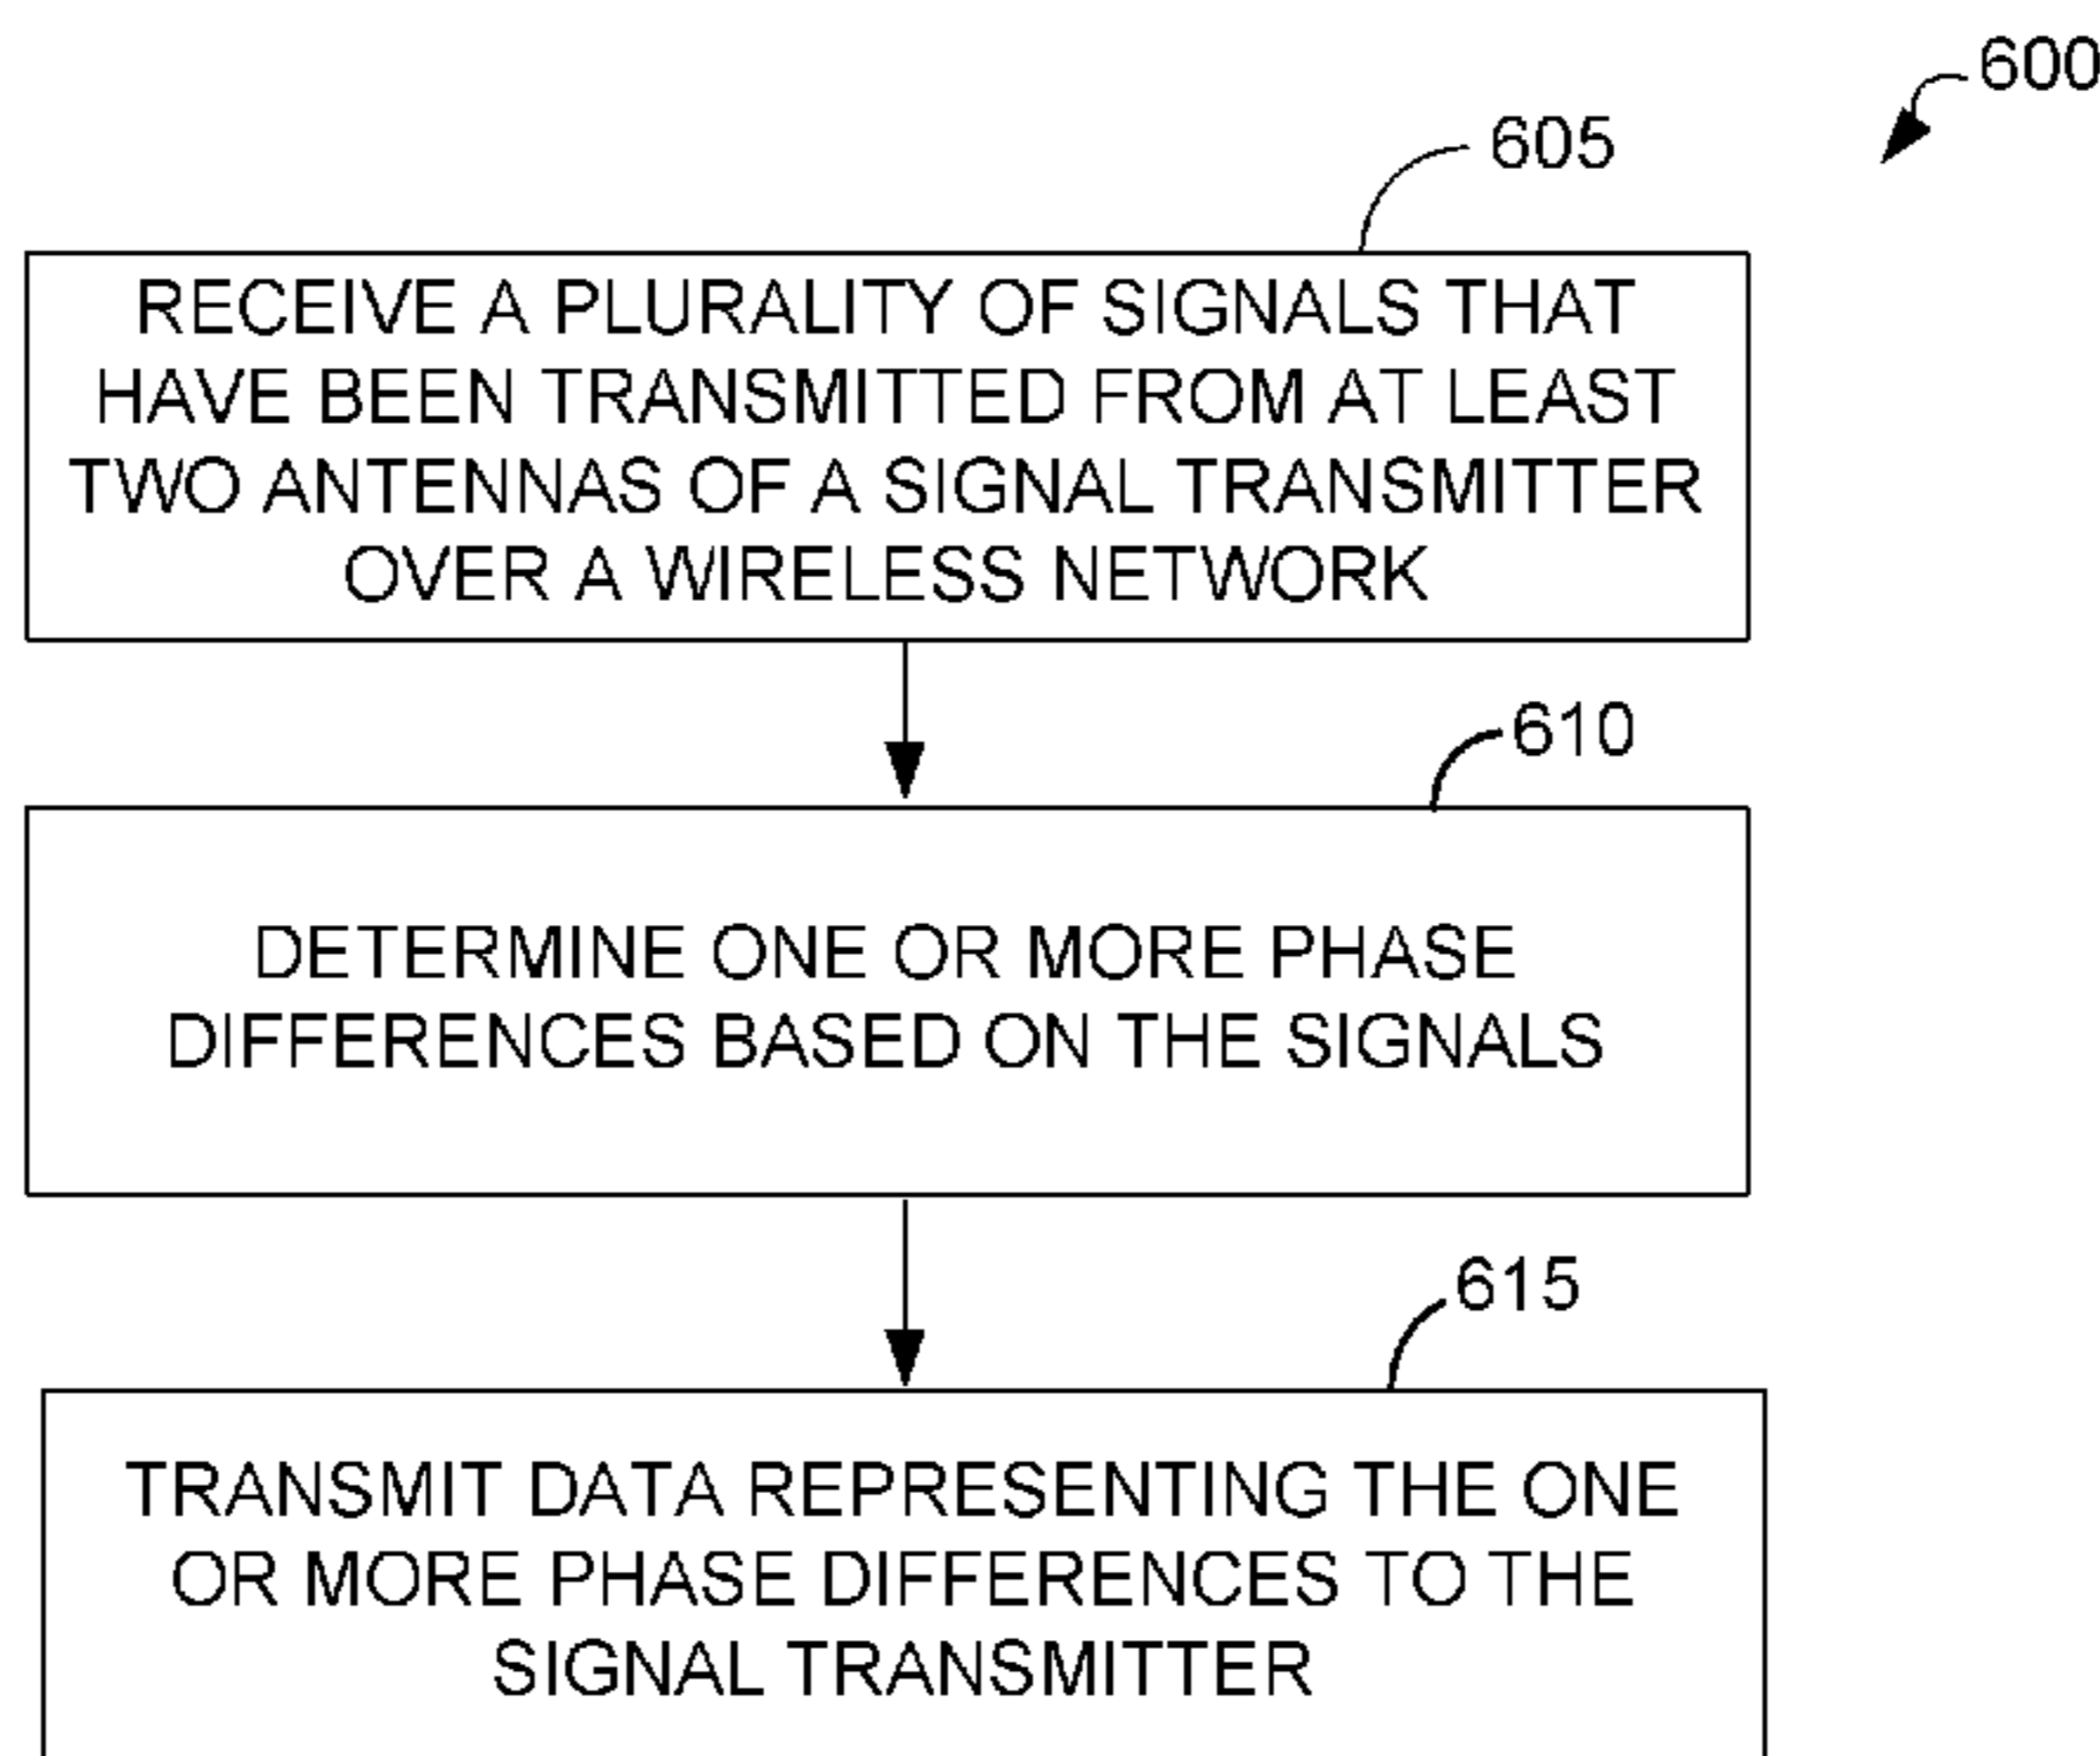 600
605
RECEIVE A PLURALITY OF SIGNALS THAT
HAVE BEEN TRANSMITTED FROM AT LEAST
TWO ANTENNAS OF A SIGNAL TRANSMITTER
OVER A WIRELESS NETWORK
610
DETERMINE ONE OR MORE PHASE
DIFFERENCES BASED ON THE SIGNALS
615
TRANSMIT DATA REPRESENTING THE ONE
OR MORE PHASE DIFFERENCES TO THE
SIGNAL TRANSMITTER